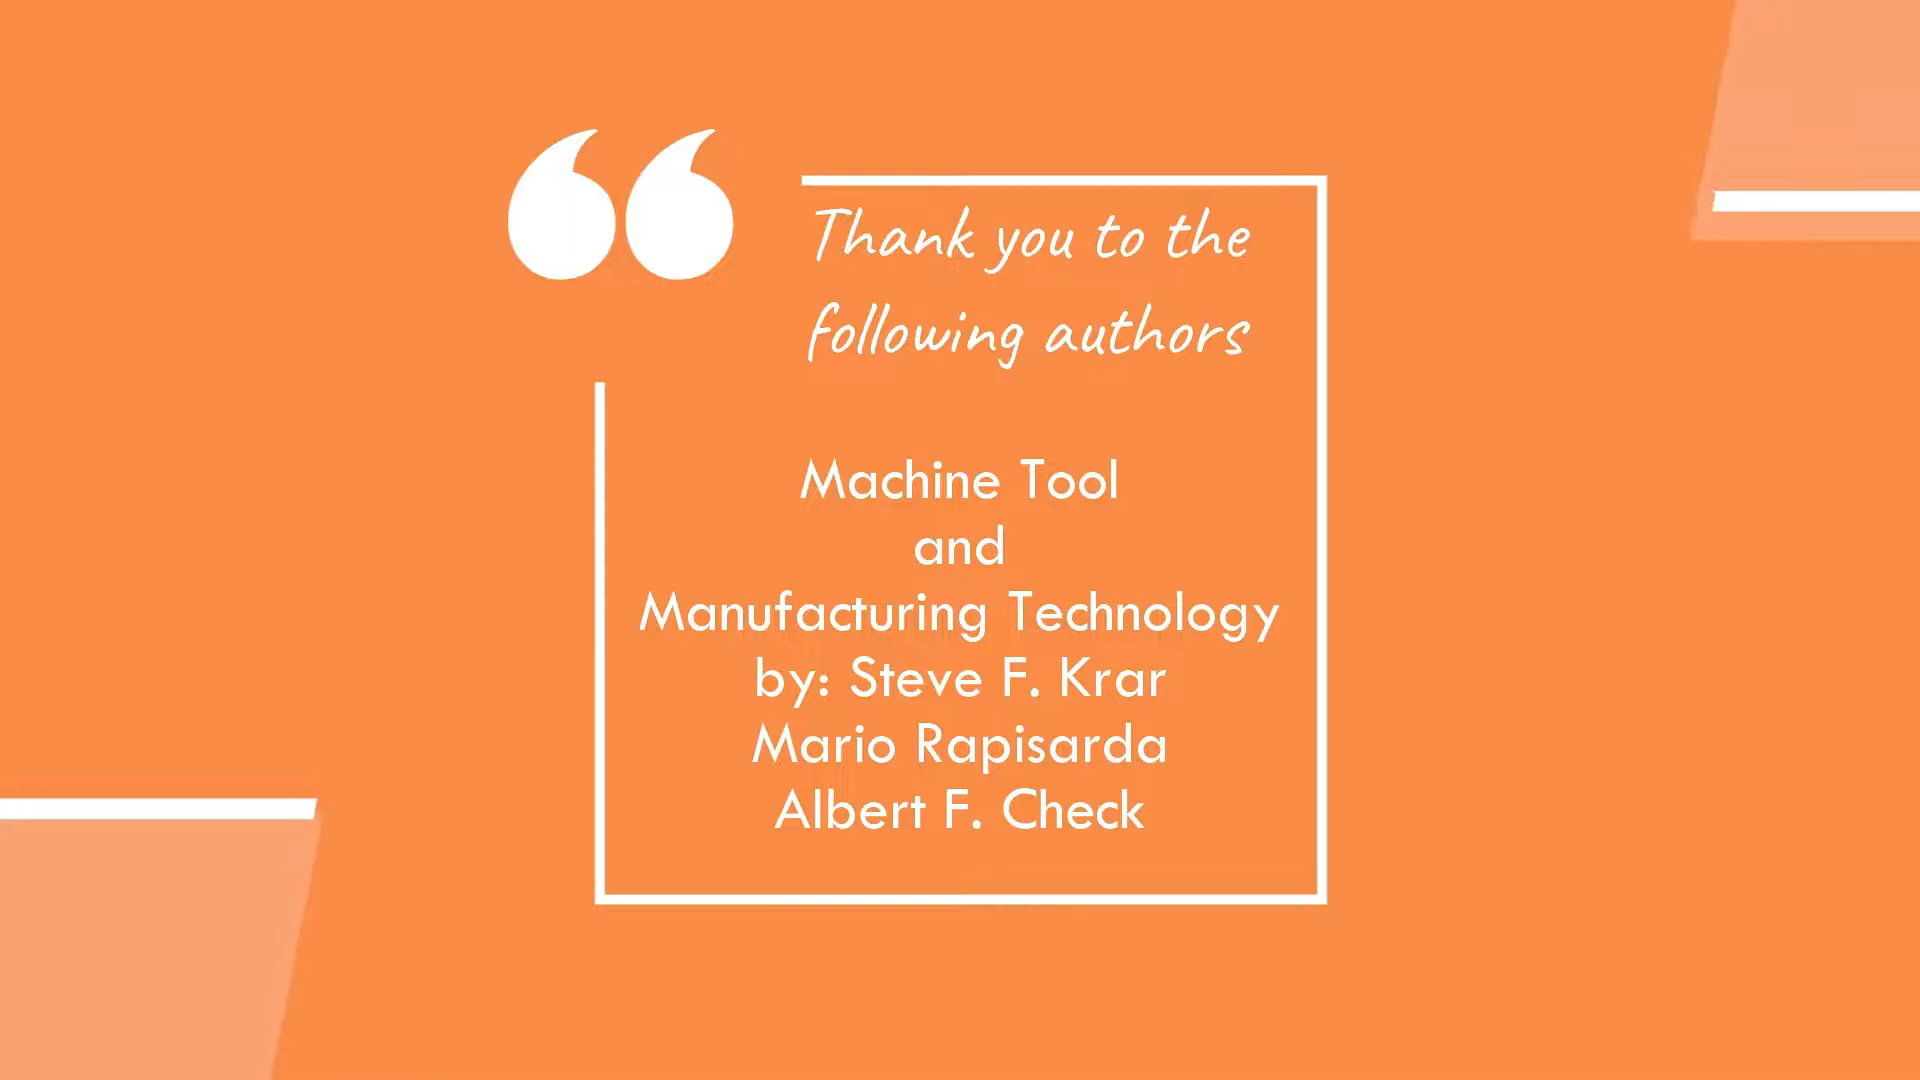 Thank you to the
following authors
Machine Tool
and
Manufacturing Technology
by: Steve F. Krar
Mario Rapisarda
Albert F. Check